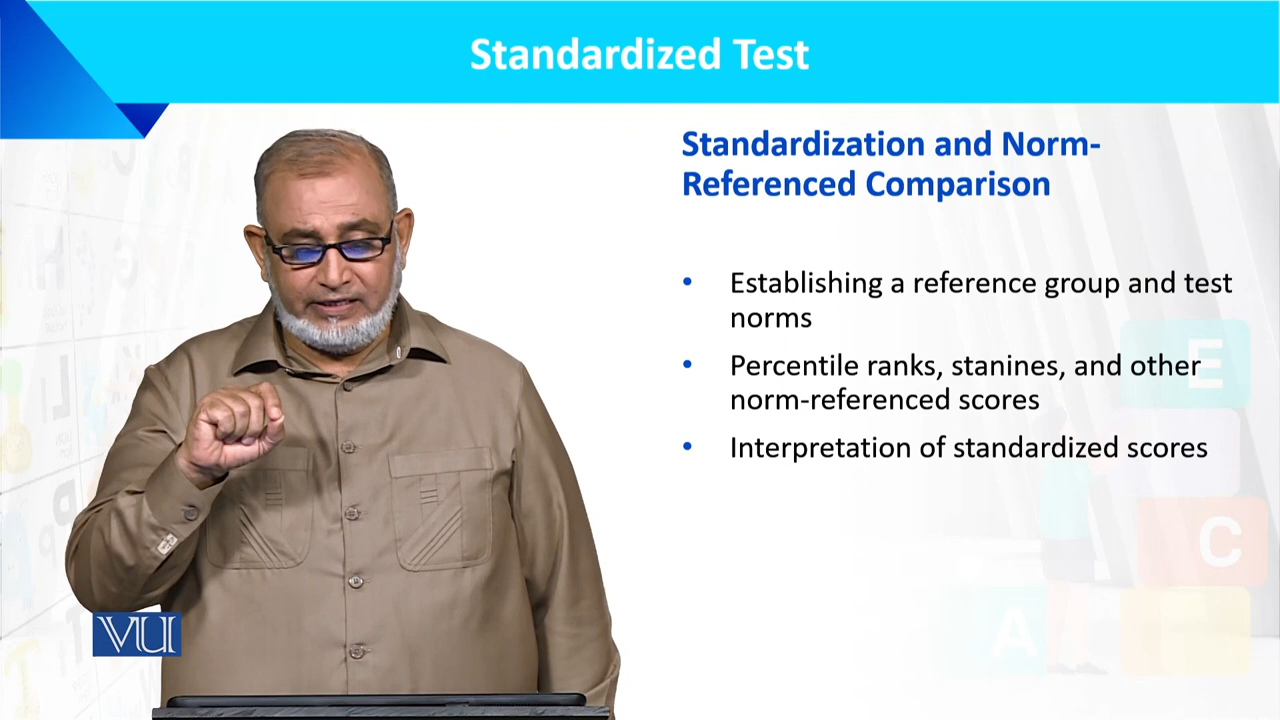 Standardized Test
Standardization and Norm-
Referenced Comparison
• Establishing a reference group and test
norms
• Percentile ranks, stanines, and other
norm-referenced scores
• Interpretation of standardized scores
VU
E
C
A